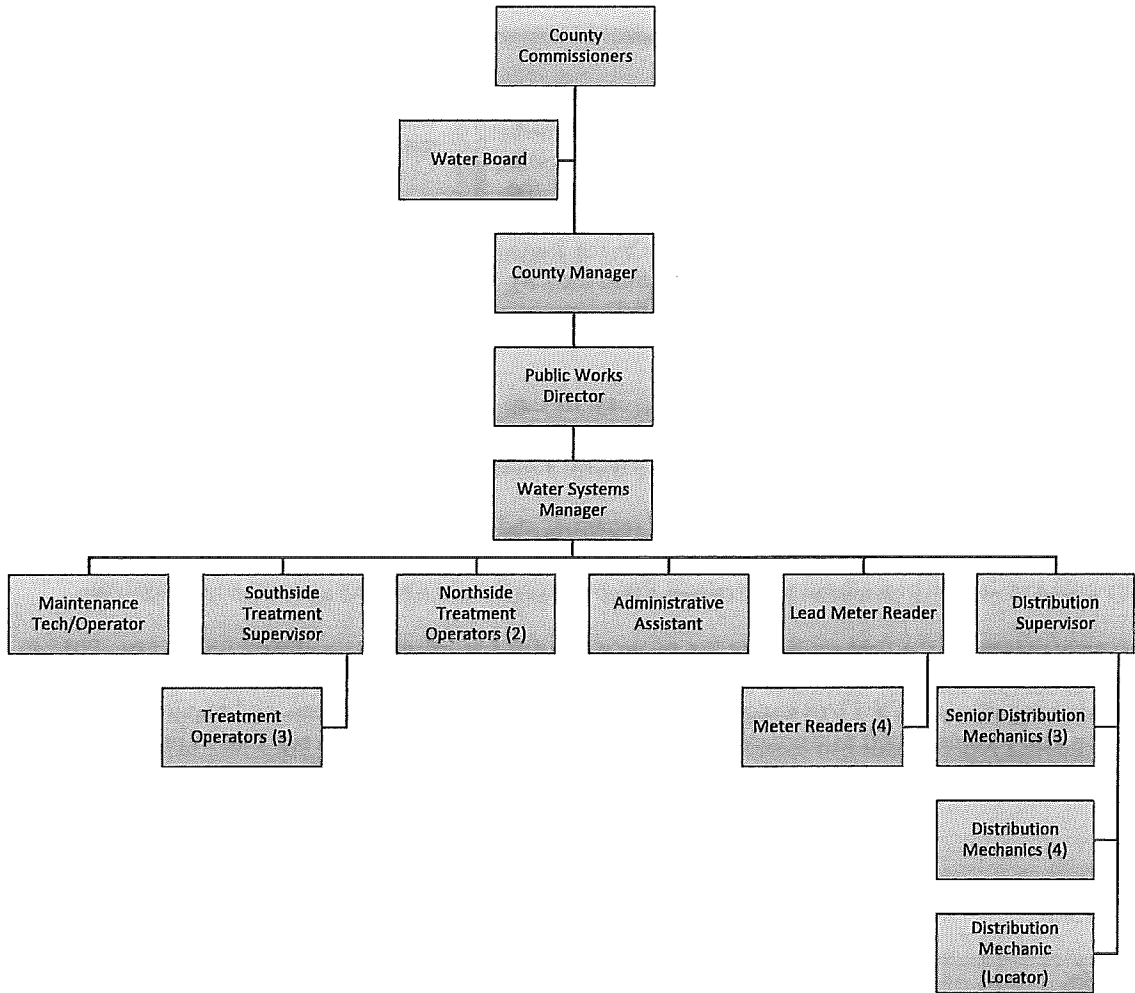 County
Commissioners
Water Board
County Manager
Public Works
Director
Water Systems
Manager
Maintenance
Tech/Operator
Southside
Treatment
Supervisor
Northside
Treatment
Operators (2)
Administrative
Assistant
Lead Meter Reader
Distribution
Supervisor
Treatment
Operators (3)
Meter Readers (4)
Senior Distribution
Mechanics (3)
Distribution
Mechanics (4)
Distribution
Mechanic
(Locator)